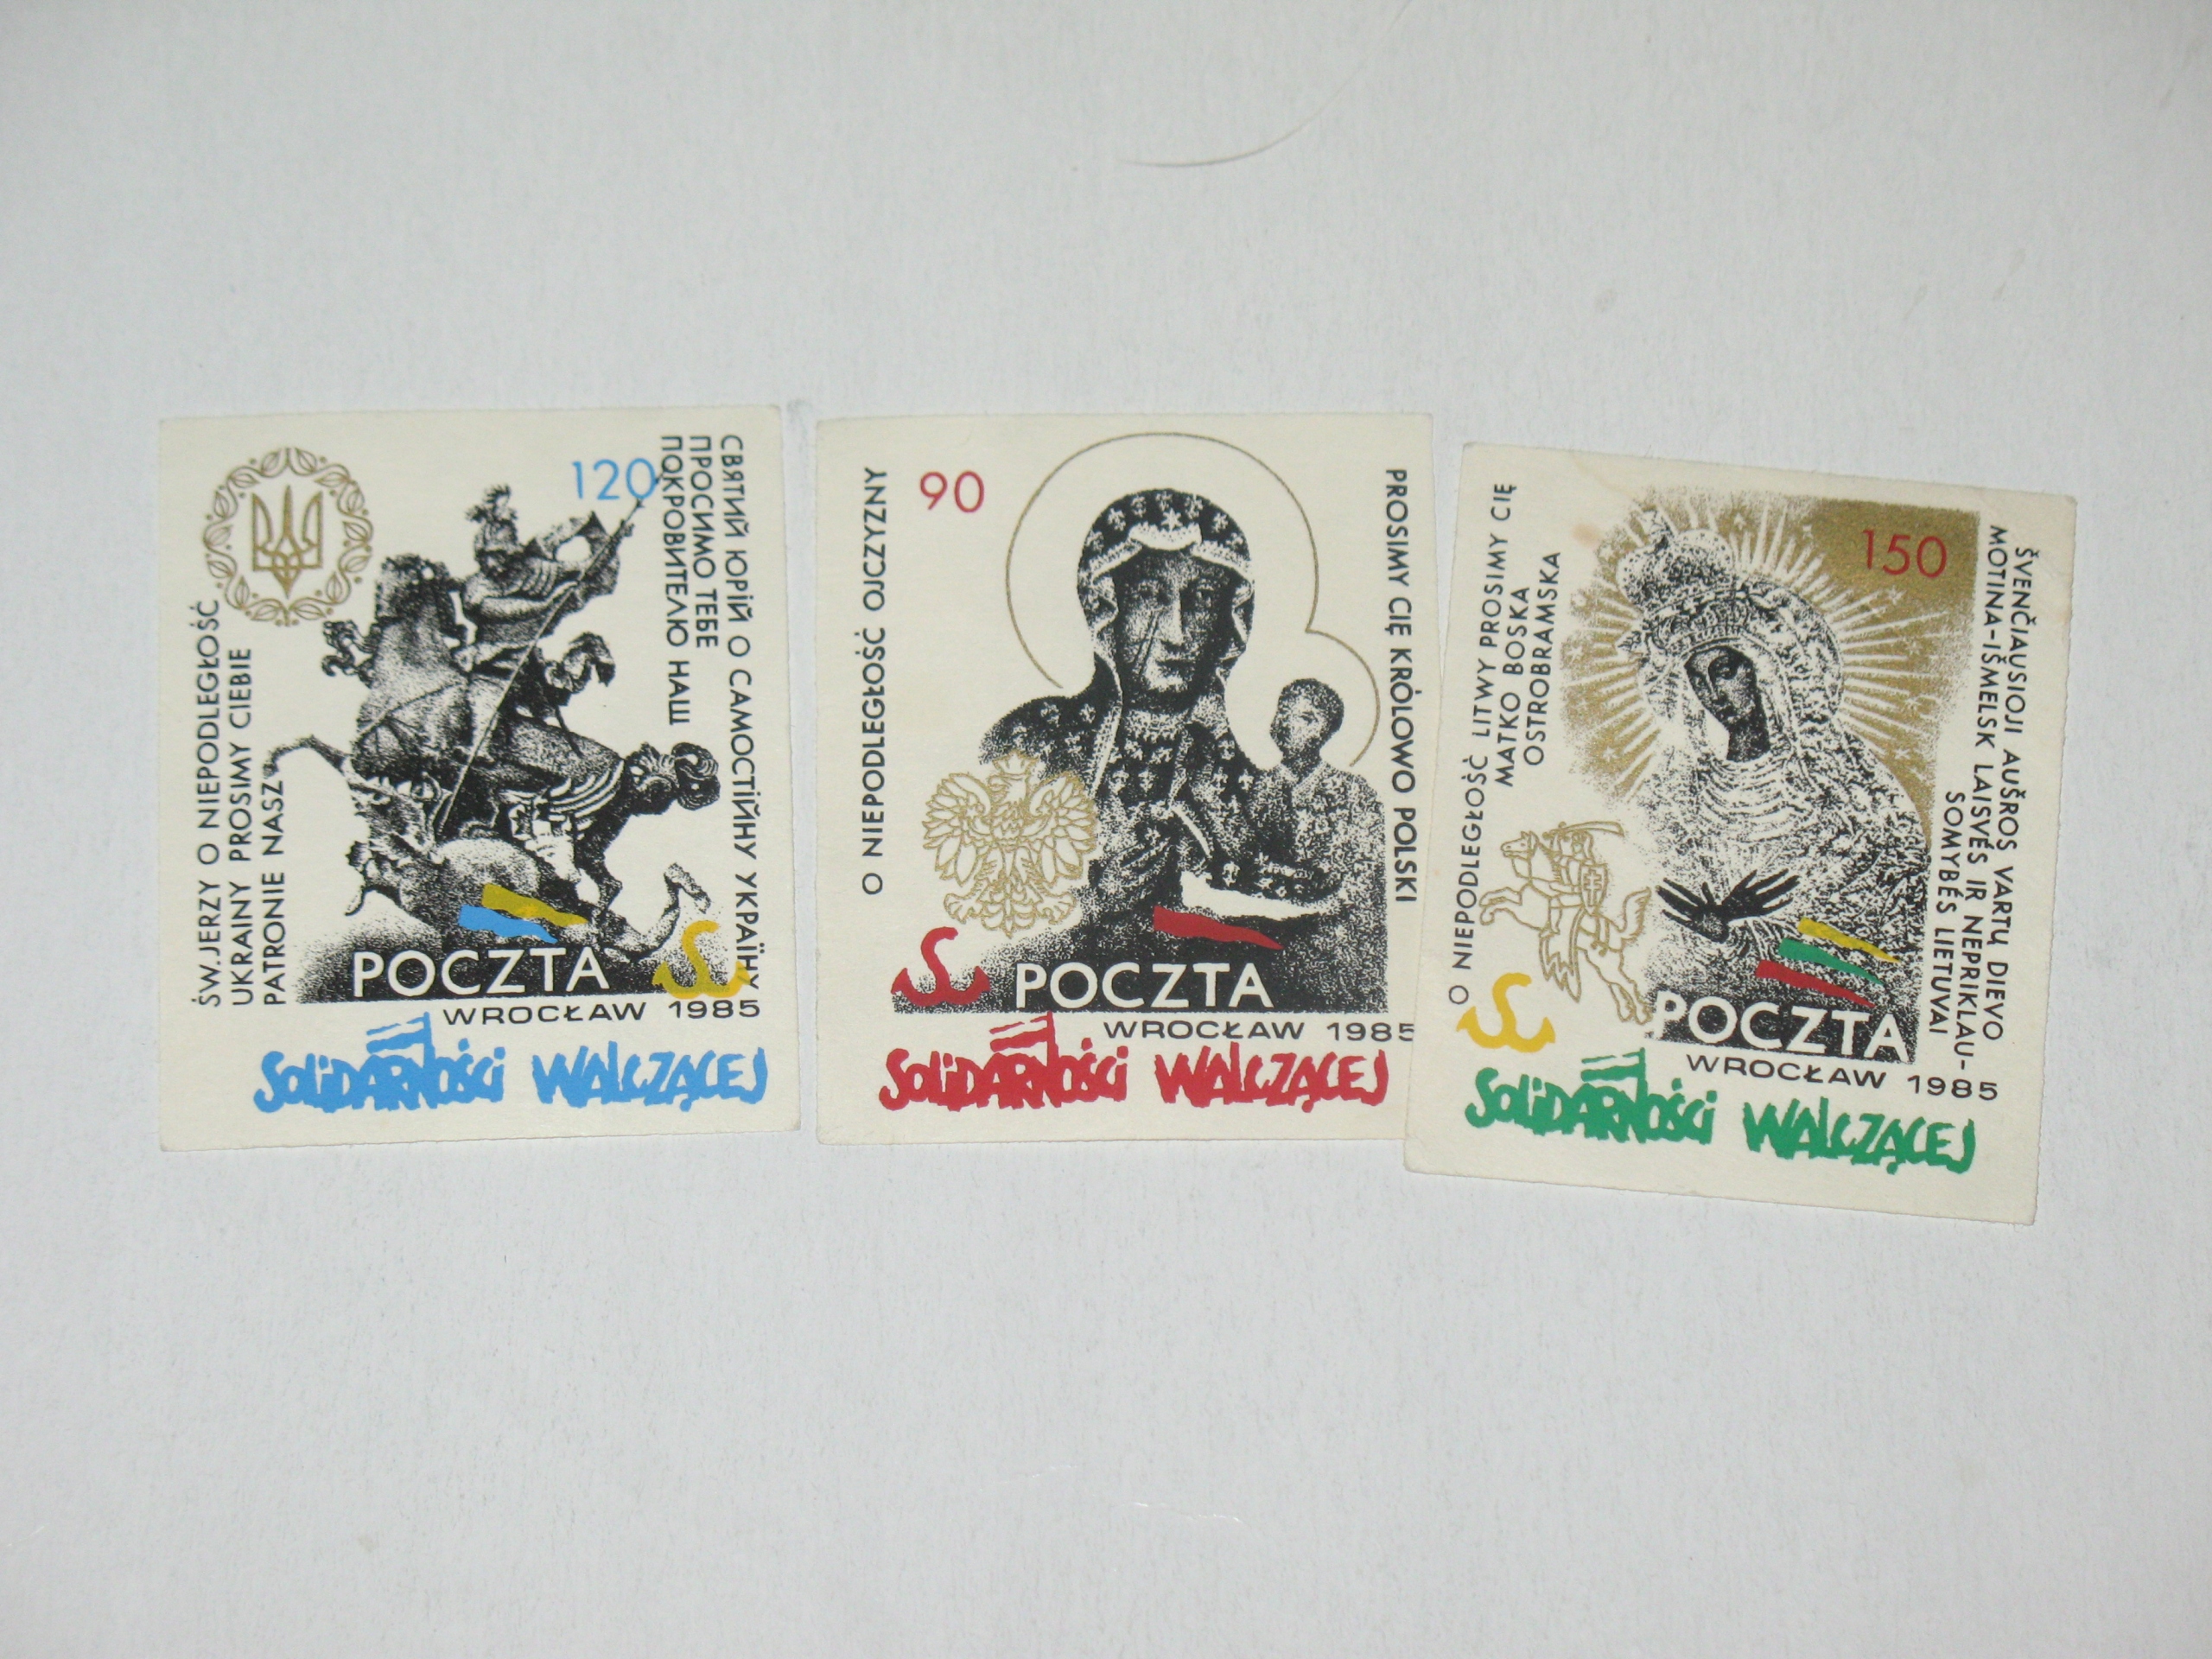 ŚW.JERZY O NIEPODLEGŁOŚĆ
UKRAINY PROSIMY CIEBIE
PATRONIE NASZ
120
СВЯТИЙ ЮРІЙ О САМОСТІЙНУ УКРАЇНУ
ПРОСИМО ТЕБЕ
ПОКРОВИТЕЛЮ НАШ
POCZTA
WROCŁAW 1985
SOLIDARNOŚCI WALCZĄCEJ
O NIEPODLEGŁOŚĆ OJCZYZNY
90
PROSIMY CIĘ KRÓLOWO POLSKI
POCZTA
WROCŁAW 1985
SOLIDARNOŚCI WALCZĄCEJ
O NIEPODLEGŁOŚĆ LITWY PROSIMY CIĘ
MATKO BOSKA
OSTROBRAMSKA
150
ŠVENČIAUSIOJI AUŠROS VARTŲ DIEVO
MOTINA-IŠMELSK LAISVĖS IR NEPRIKLAU-
SOMYBĖS LIETUVAI
POCZTA
WROCŁAW 1985
SOLIDARNOŚCI WALCZĄCEJ